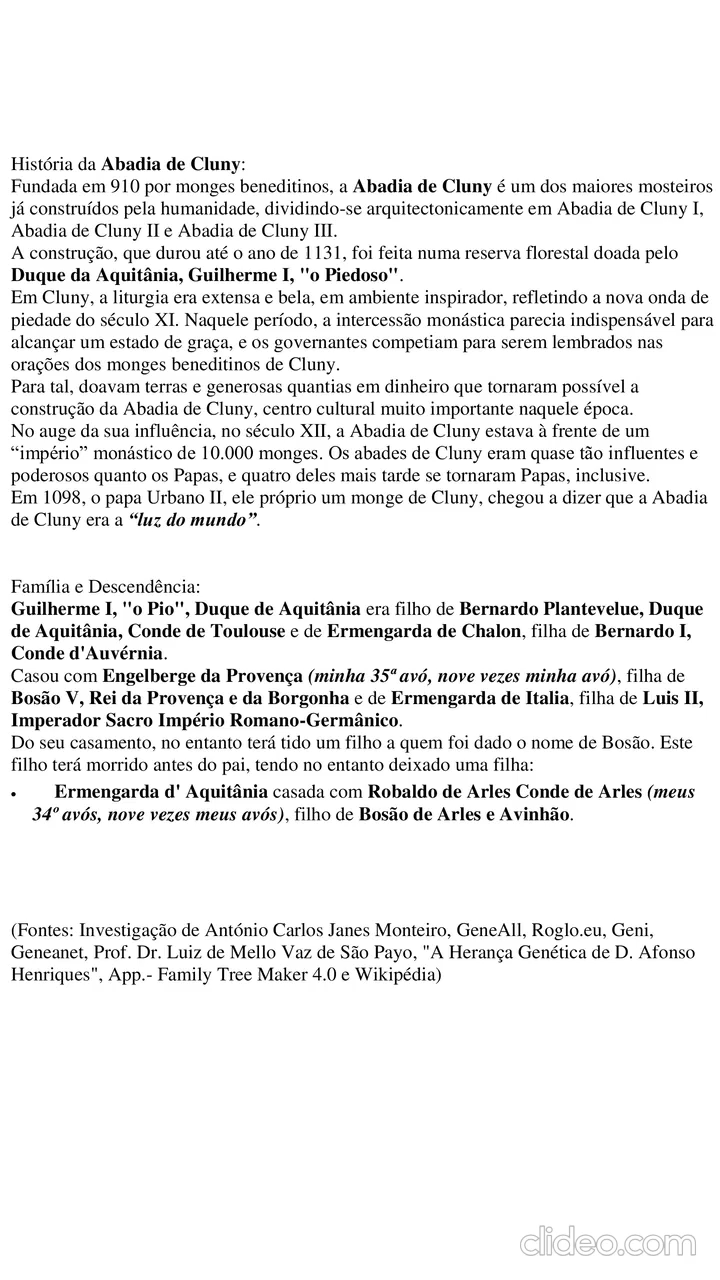 História da Abadia de Cluny:
Fundada em 910 por monges beneditinos, a Abadia de Cluny é um dos maiores mosteiros
já construídos pela humanidade, dividindo-se arquitectonicamente em Abadia de Cluny I,
Abadia de Cluny II e Abadia de Cluny III.
A construção, que durou até o ano de 1131, foi feita numa reserva florestal doada pelo
Duque da Aquitânia, Guilherme I, "o Piedoso".
Em Cluny, a liturgia era extensa e bela, em ambiente inspirador, refletindo a nova onda de
piedade do século XI. Naquele período, a intercessão monástica parecia indispensável para
alcançar um estado de graça, e os governantes competiam para serem lembrados nas
orações dos monges beneditinos de Cluny.
Para tal, doavam terras e generosas quantias em dinheiro que tornaram possível a
construção da Abadia de Cluny, centro cultural muito importante naquele época.
No auge da sua influência, no século XII, a Abadia de Cluny estava à frente de um
“império” monástico de 10.000 monges. Os abades de Cluny eram quase tão influentes e
poderosos quanto os Papas, e quatro deles mais tarde se tornaram Papas, inclusive.
Em 1098, o papa Urbano II, ele próprio um monge de Cluny, chegou a dizer que a Abadia
de Cluny era a “luz do mundo”.
Família e Descendência:
Guilherme I, "o Pio", Duque de Aquitânia era filho de Bernardo Plantevelue, Duque
de Aquitânia, Conde de Toulouse e de Ermengarda de Chalon, filha de Bernardo I,
Conde d'Auvérnia.
Casou com Engelberge da Provença (minha 35ª avó, nove vezes minha avó), filha de
Bosão V, Rei da Provença e da Borgonha e de Ermengarda de Italia, filha de Luis II,
Imperador Sacro Império Romano-Germânico.
Do seu casamento, no entanto terá tido um filho a quem foi dado o nome de Bosão. Este
filho terá morrido antes do pai, tendo no entanto deixado uma filha:
• Ermengarda d' Aquitânia casada com Robaldo de Arles Conde de Arles (meus
34º avós, nove vezes meus avós), filho de Bosão de Arles e Avinhão.
(Fontes: Investigação de António Carlos Janes Monteiro, GeneAll, Roglo.eu, Geni,
Geneanet, Prof. Dr. Luiz de Mello Vaz de São Payo, "A Herança Genética de D. Afonso
Henriques", App.- Family Tree Maker 4.0 e Wikipédia)
clideo.com